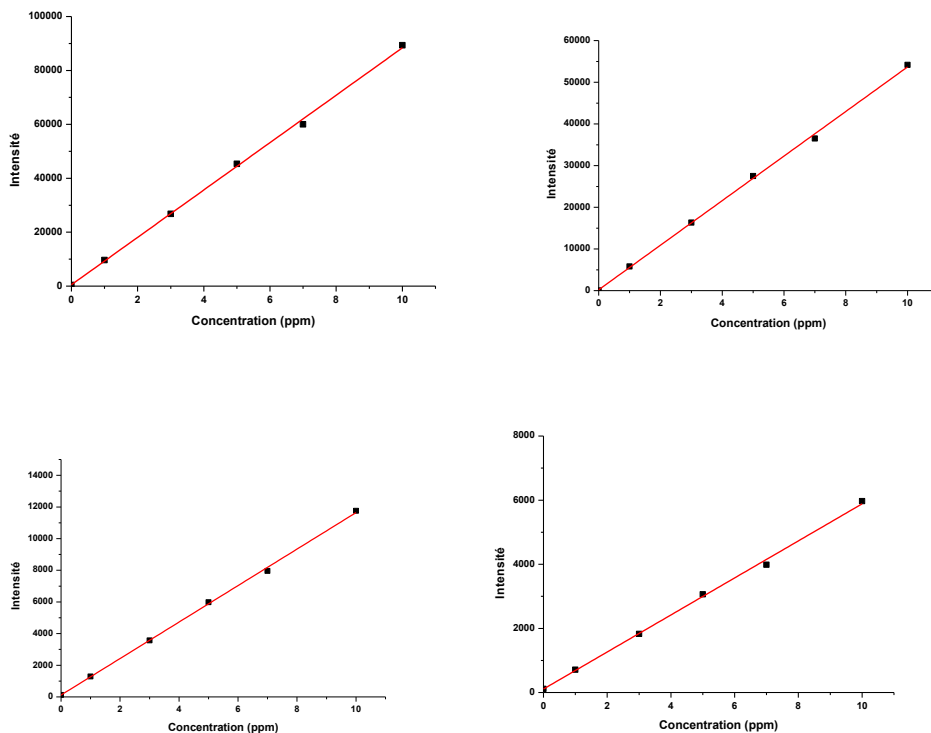 100000
80000
60000
40000
20000
0
Intensité
0 2 4 6 8 10
Concentration (ppm)
60000
50000
40000
30000
20000
10000
0
Intensité
0 2 4 6 8 10
Concentration (ppm)
14000
12000
10000
8000
6000
4000
2000
0
Intensité
0 2 4 6 8 10
Concentration (ppm)
8000
6000
4000
2000
0
Intensité
0 2 4 6 8 10
Concentration (ppm)